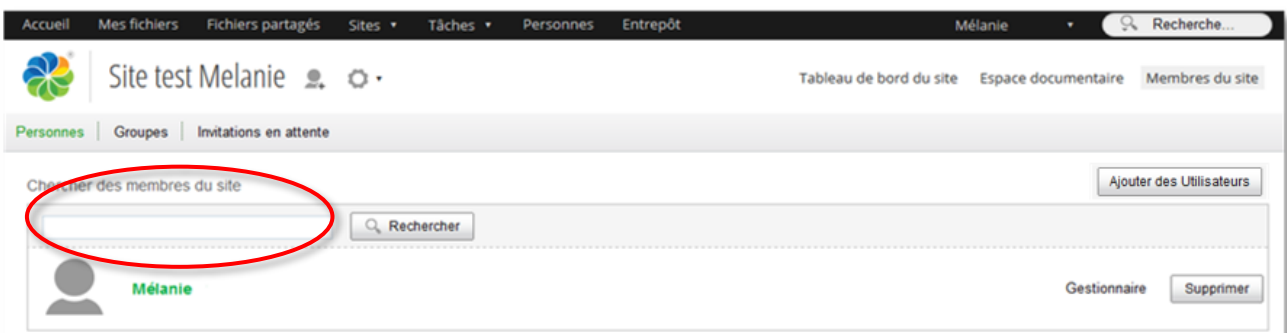 Accueil Mes fichiers Fichiers partagés Sites Tâches Personnes Entrepôt Mélanie Recherche...
Site test Melanie Tableau de bord du site Espace documentaire Membres du site
Personnes Groupes Invitations en attente
Chercher des membres du site Ajouter des Utilisateurs
Rechercher
Mélanie Gestionnaire Supprimer